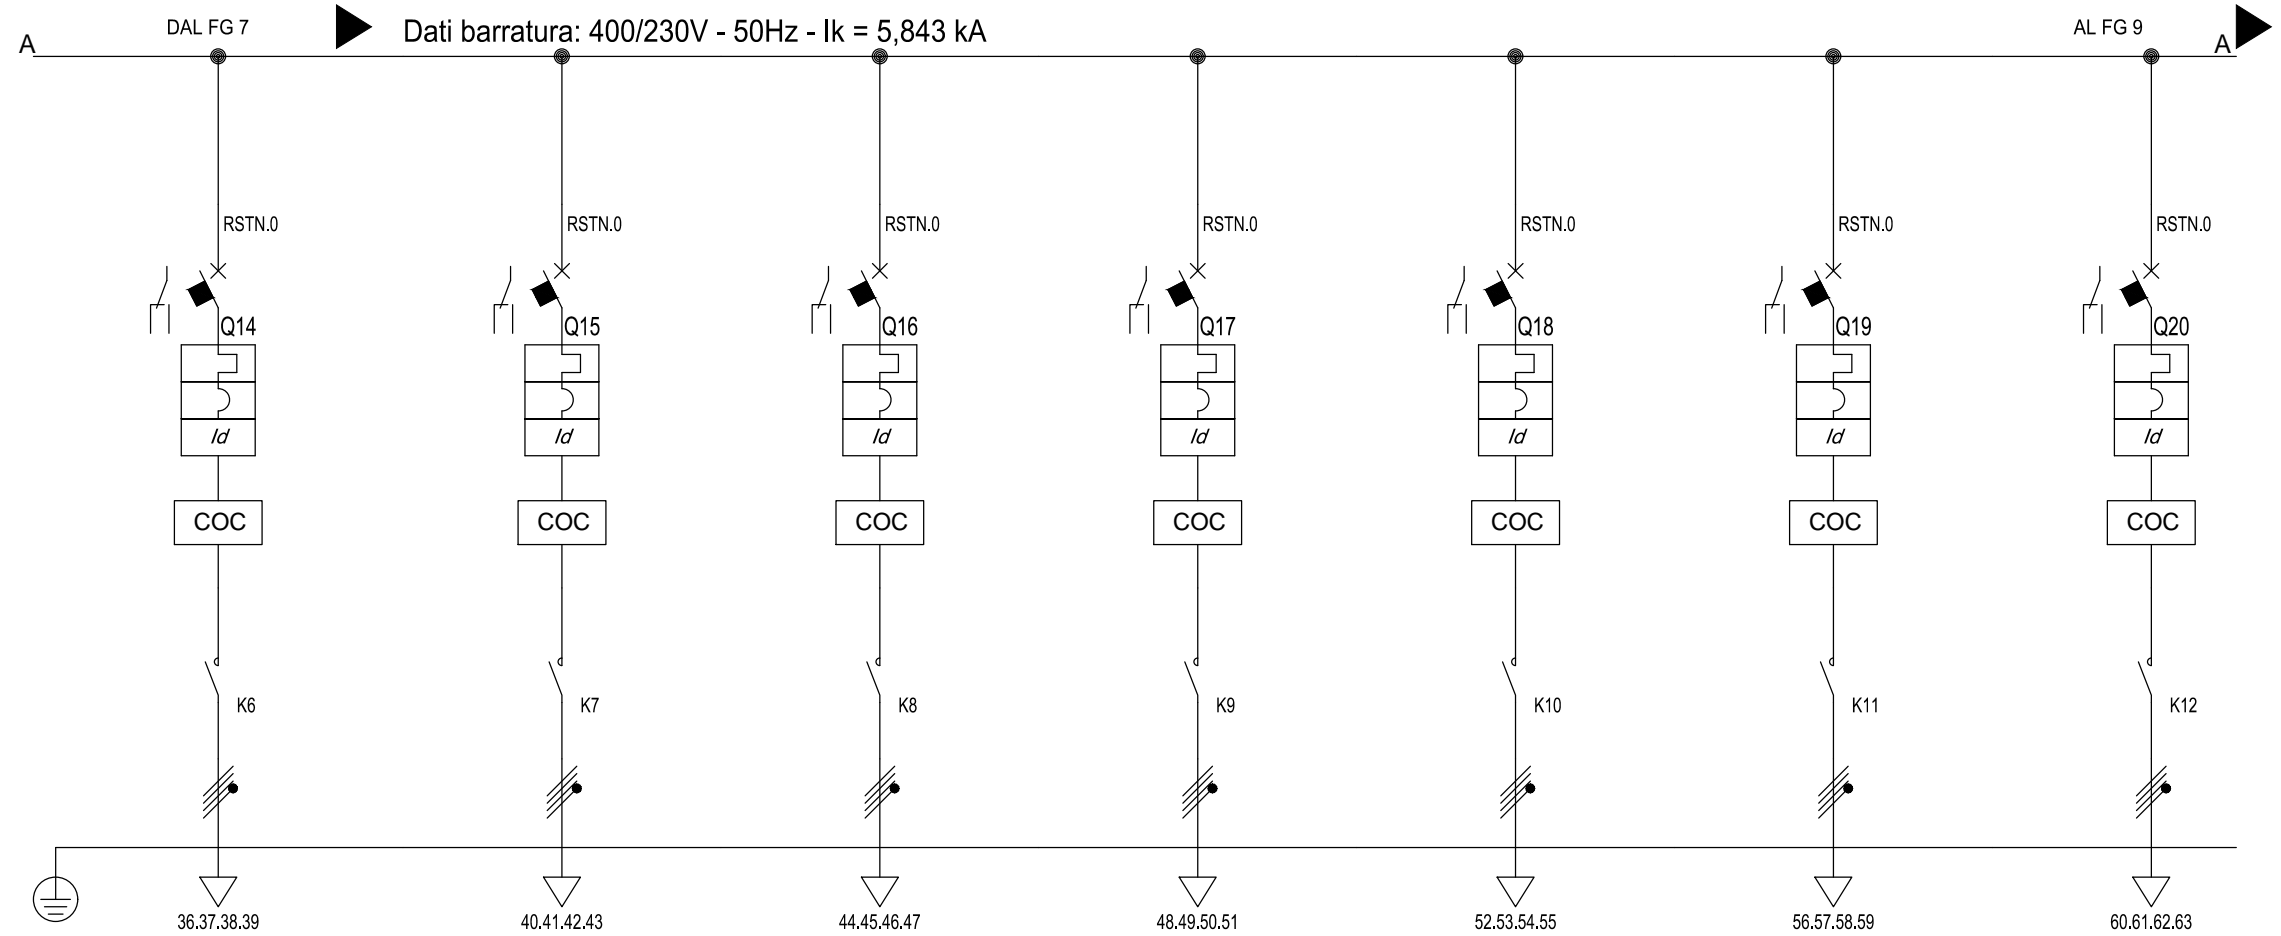 DAL FG 7
Dati barratura: 400/230V - 50Hz - Ik = 5,843 kA
AL FG 9
A
A
RSTN.0 RSTN.0 RSTN.0 RSTN.0 RSTN.0 RSTN.0 RSTN.0
Q14 Q15 Q16 Q17 Q18 Q19 Q20
Id Id Id Id Id Id Id
COC COC COC COC COC COC COC
K6 K7 K8 K9 K10 K11 K12
36.37.38.39 40.41.42.43 44.45.46.47 48.49.50.51 52.53.54.55 56.57.58.59 60.61.62.63